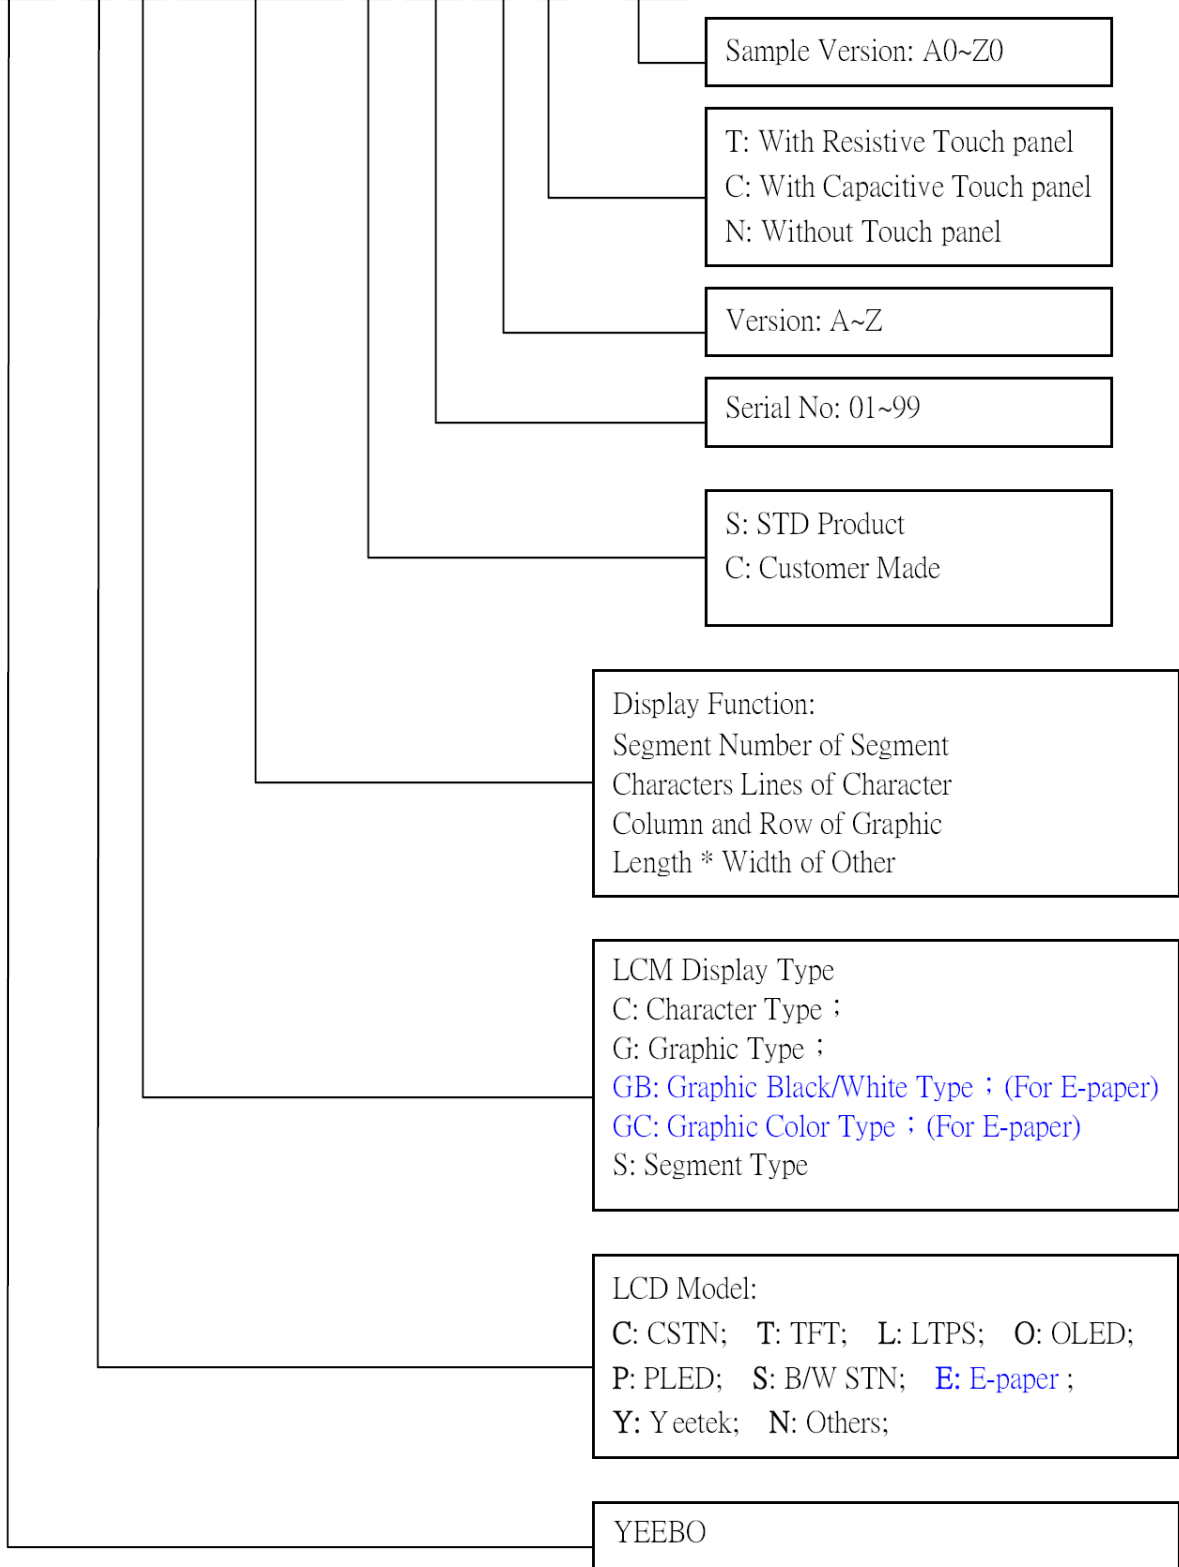 Sample Version: A0~Z0
T: With Resistive Touch panel
C: With Capacitive Touch panel
N: Without Touch panel
Version: A~Z
Serial No: 01~99
S: STD Product
C: Customer Made
Display Function:
Segment Number of Segment
Characters Lines of Character
Column and Row of Graphic
Length * Width of Other
LCM Display Type
C: Character Type；
G: Graphic Type；
GB: Graphic Black/White Type；(For E-paper)
GC: Graphic Color Type；(For E-paper)
S: Segment Type
LCD Model:
C: CSTN; T: TFT; L: LTPS; O: OLED;
P: PLED; S: B/W STN; E: E-paper ;
Y: Yeetek; N: Others;
YEEBO